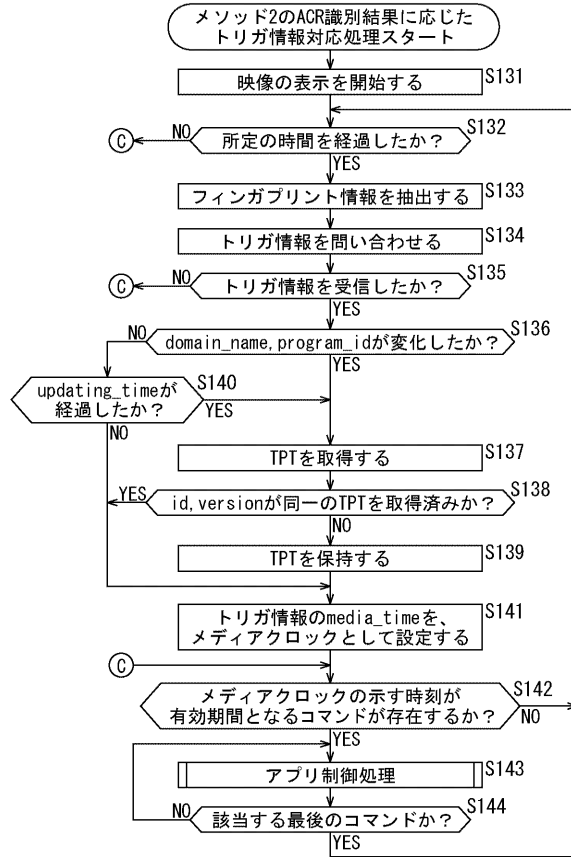 メソッド2のACR識別結果に応じた
トリガ情報対応処理スタート
映像の表示を開始する
S131
所定の時間を経過したか？
S132
NO
C
YES
フィンガプリント情報を抽出する
S133
トリガ情報を問い合わせる
S134
トリガ情報を受信したか？
S135
NO
C
YES
domain_name,program_idが変化したか？
S136
NO
YES
updating_timeが
経過したか？
S140
YES
NO
TPTを取得する
S137
id,versionが同一のTPTを取得済みか？
S138
YES
NO
TPTを保持する
S139
トリガ情報のmedia_timeを、
メディアクロックとして設定する
S141
C
メディアクロックの示す時刻が
有効期間となるコマンドが存在するか？
S142
NO
YES
アプリ制御処理
S143
該当する最後のコマンドか？
S144
NO
YES